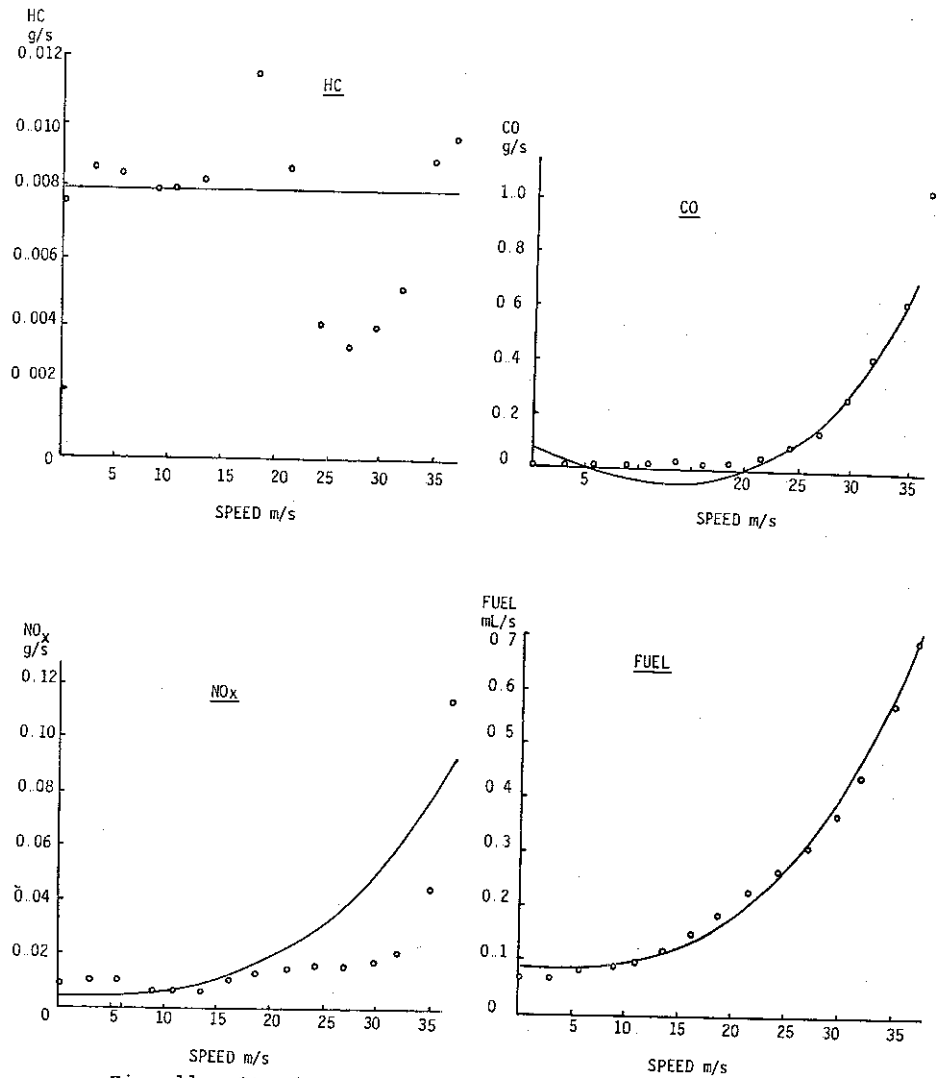 HC
g/s
0.012
0.010
0.008
0.006
0.004
0 002
0
HC
5 10 15 20 25 30 35
SPEED m/s
CO
g/s
1.0
0.8
0 6
0.4
0.2
0
CO
5 20 25 30 35
SPEED m/s
NOx
g/s
0.12
0.10
0.08
0.06
0.04
0.02
0
NOx
5 10 15 20 25 30 35
SPEED m/s
FUEL
mL/s
0 7
0.6
0.5
0 4
0.3
0.2
0.1
0
FUEL
5 10 15 20 25 30 35
SPEED m/s